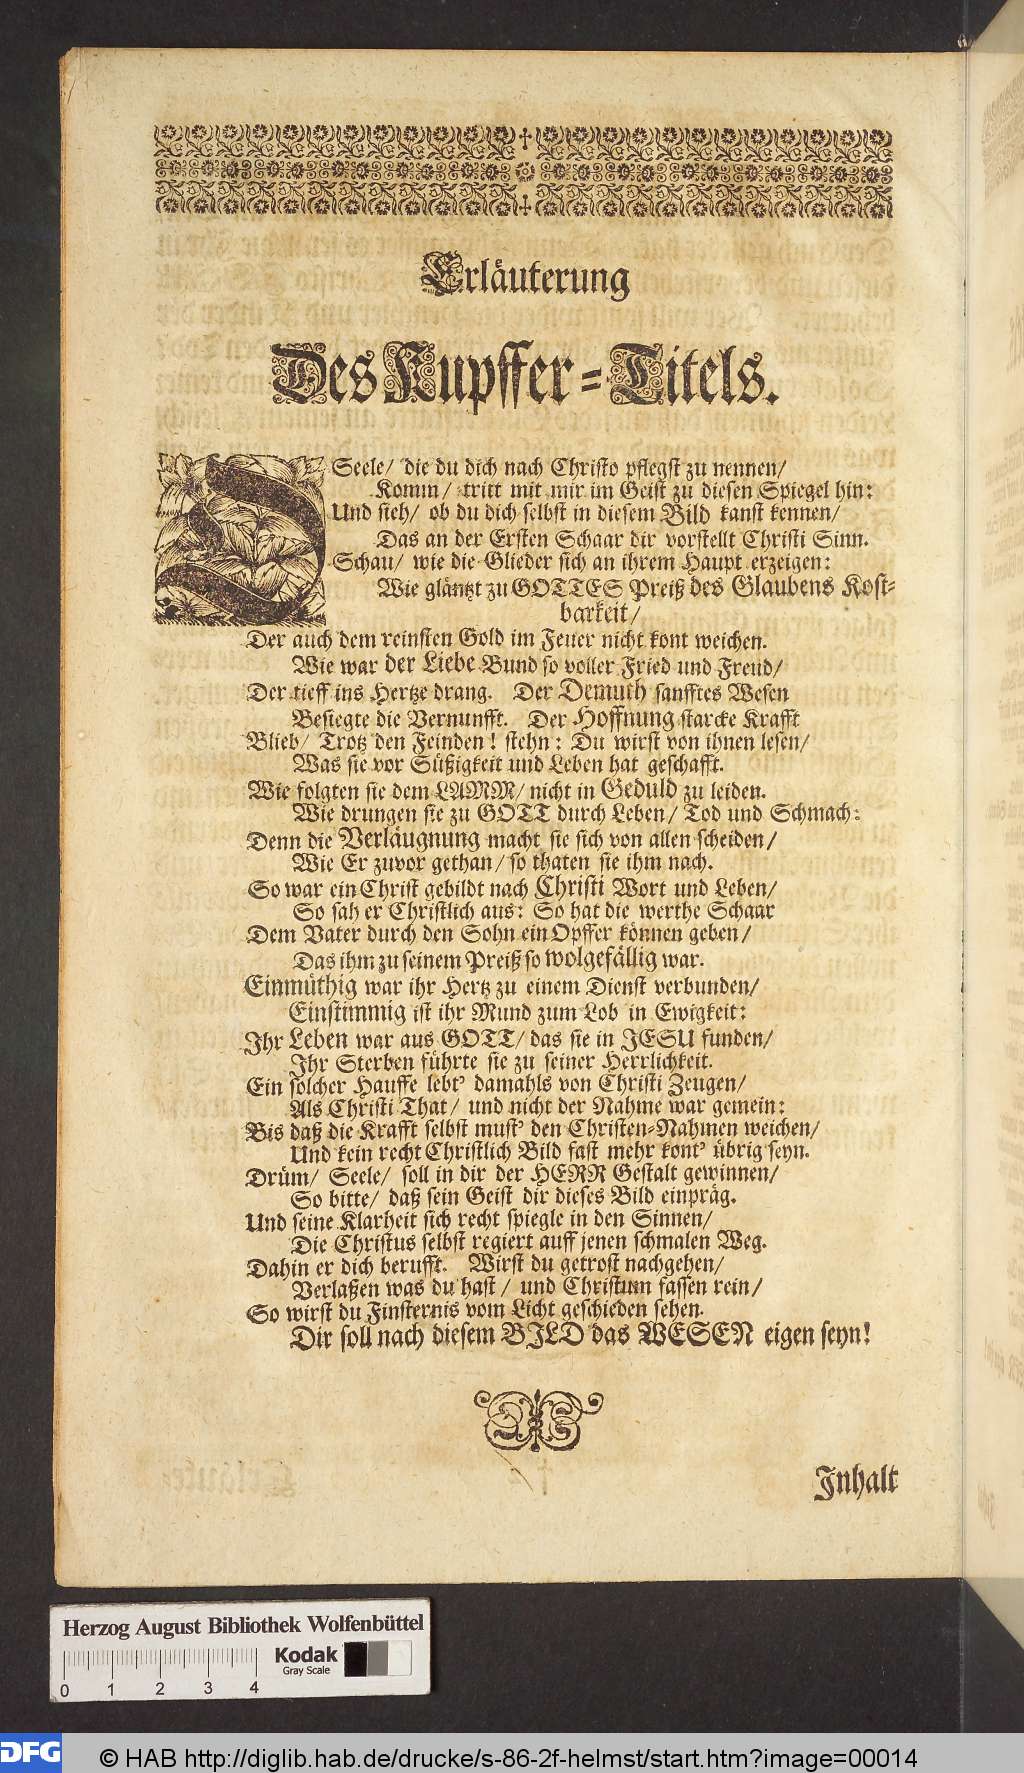 Erläuterung
Des Kupffer-Titels.
SSeele/ die du dich nach Christo pflegst zu nennen/
Komm/ tritt mit mir im Geist zu diesen Spiegel hin:
Und sieh/ ob du dich selbst in diesem Bild kanst kennen/
Das an der Ersten Schaar dir vorstellt Christi Sinn.
Schau/ wie die Glieder sich an ihrem Haupt erzeigen:
Wie gläntzt zu GOTTES Preiß des Glaubens Kost-
barkeit/
Der auch dem reinsten Gold im Feuer nicht kont weichen.
Wie war der Liebe Bund so voller Fried und Freud/
Der tieff ins Hertze drang. Der Demuth sanfftes Wesen
Besiegte die Vernunfft. Der Hoffnung starcke Krafft
Blieb/ Trotz den Feinden! stehn: Du wirst von ihnen lesen/
Was sie vor Süßigkeit und Leben hat geschafft.
Wie folgten sie dem LAMM/ nicht in Geduld zu leiden.
Wie drungen sie zu GOTT durch Leben/ Tod und Schmach:
Denn die Verläugnung macht sie sich von allen scheiden/
Wie Er zuvor gethan/ so thaten sie ihm nach.
So war ein Christ gebildt nach Christi Wort und Leben/
So sah er Christlich aus: So hat die werthe Schaar
Dem Vater durch den Sohn ein Opffer können geben/
Das ihm zu seinem Preiß so wolgefällig war.
Einmüthig war ihr Hertz zu einem Dienst verbunden/
Einstimmig ist ihr Mund zum Lob in Ewigkeit:
Ihr Leben war aus GOTT/ das sie in JESU funden/
Ihr Sterben führte sie zu seiner Herrlichkeit.
Ein solcher Hauffe lebt' damahls von Christi Zeugen/
Als Christi That/ und nicht der Nahme war gemein:
Bis daß die Krafft selbst must' den Christen-Nahmen weichen/
Und kein recht Christlich Bild fast mehr kont' übrig seyn.
Drüm/ Seele/ soll in dir der HERR Gestalt gewinnen/
So bitte/ daß sein Geist dir dieses Bild einpräg.
Und seine Klarheit sich recht spiegle in den Sinnen/
Die Christus selbst regiert auff jenen schmalen Weg.
Dahin er dich berufft. Wirst du getrost nachgehen/
Verlaßen was du hast/ und Christum fassen rein/
So wirst du Finsternis vom Licht geschieden sehen.
Dir soll nach diesem BILD das WESEN eigen seyn!
Inhalt
Herzog August Bibliothek Wolfenbüttel
Kodak
Gray Scale
0 1 2 3 4
DFG
© HAB http://diglib.hab.de/drucke/s-86-2f-helmst/start.htm?image=00014